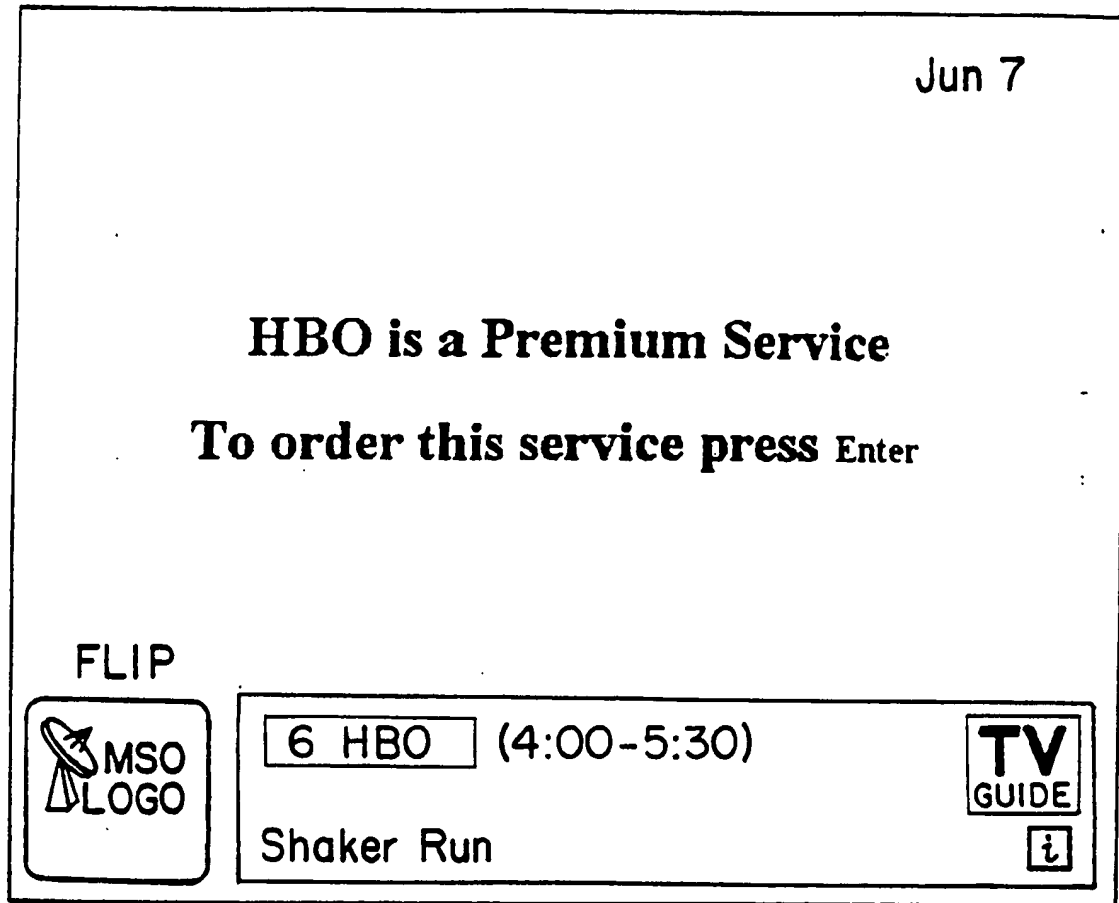 Jun 7
HBO is a Premium Service
To order this service press Enter
FLIP
MSO
LOGO
6 HBO (4:00-5:30)
Shaker Run
TV
GUIDE
i